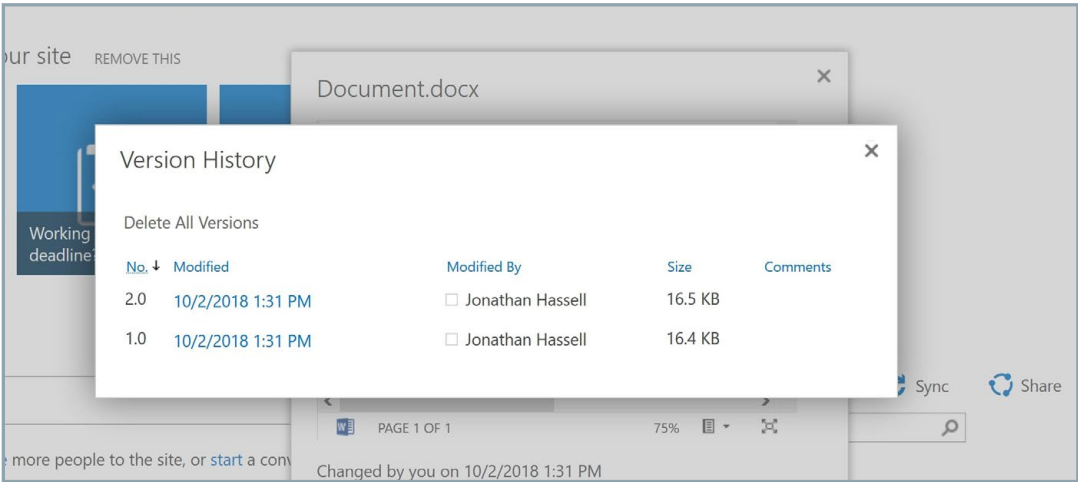 our site REMOVE THIS
Document.docx
Working
deadline?
Version History
Delete All Versions
No. Modified Modified By Size Comments
2.0 10/2/2018 1:31 PM Jonathan Hassell 16.5 KB
1.0 10/2/2018 1:31 PM Jonathan Hassell 16.4 KB
Sync Share
PAGE 1 OF 1 75%
more people to the site, or start a conv
Changed by you on 10/2/2018 1:31 PM